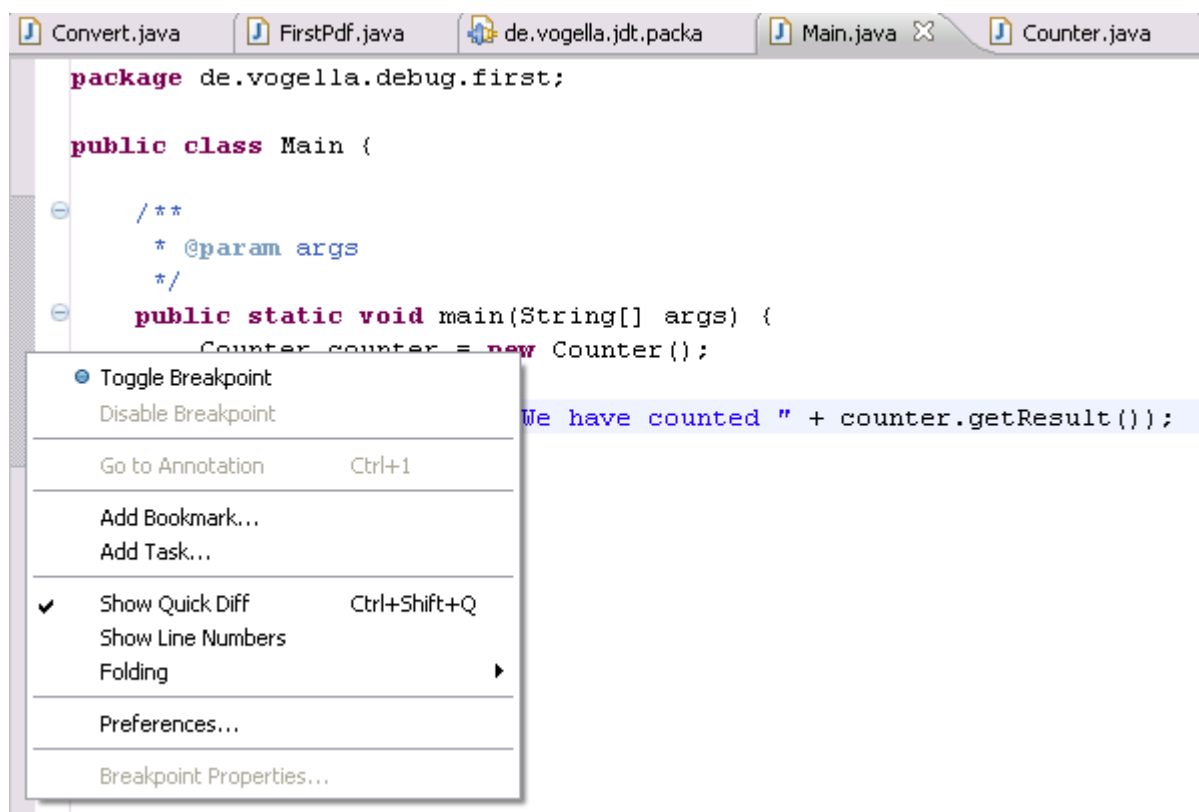 Convert.java FirstPdf.java de.vogella.jdt.packa Main.java Counter.java
package de.vogella.debug.first;
public class Main {
/**
* @param args
*/
public static void main(String[] args) {
Counter counter = new Counter();
We have counted " + counter.getResult());
Toggle Breakpoint
Disable Breakpoint
Go to Annotation Ctrl+1
Add Bookmark...
Add Task...
Show Quick Diff Ctrl+Shift+Q
Show Line Numbers
Folding
Preferences...
Breakpoint Properties...